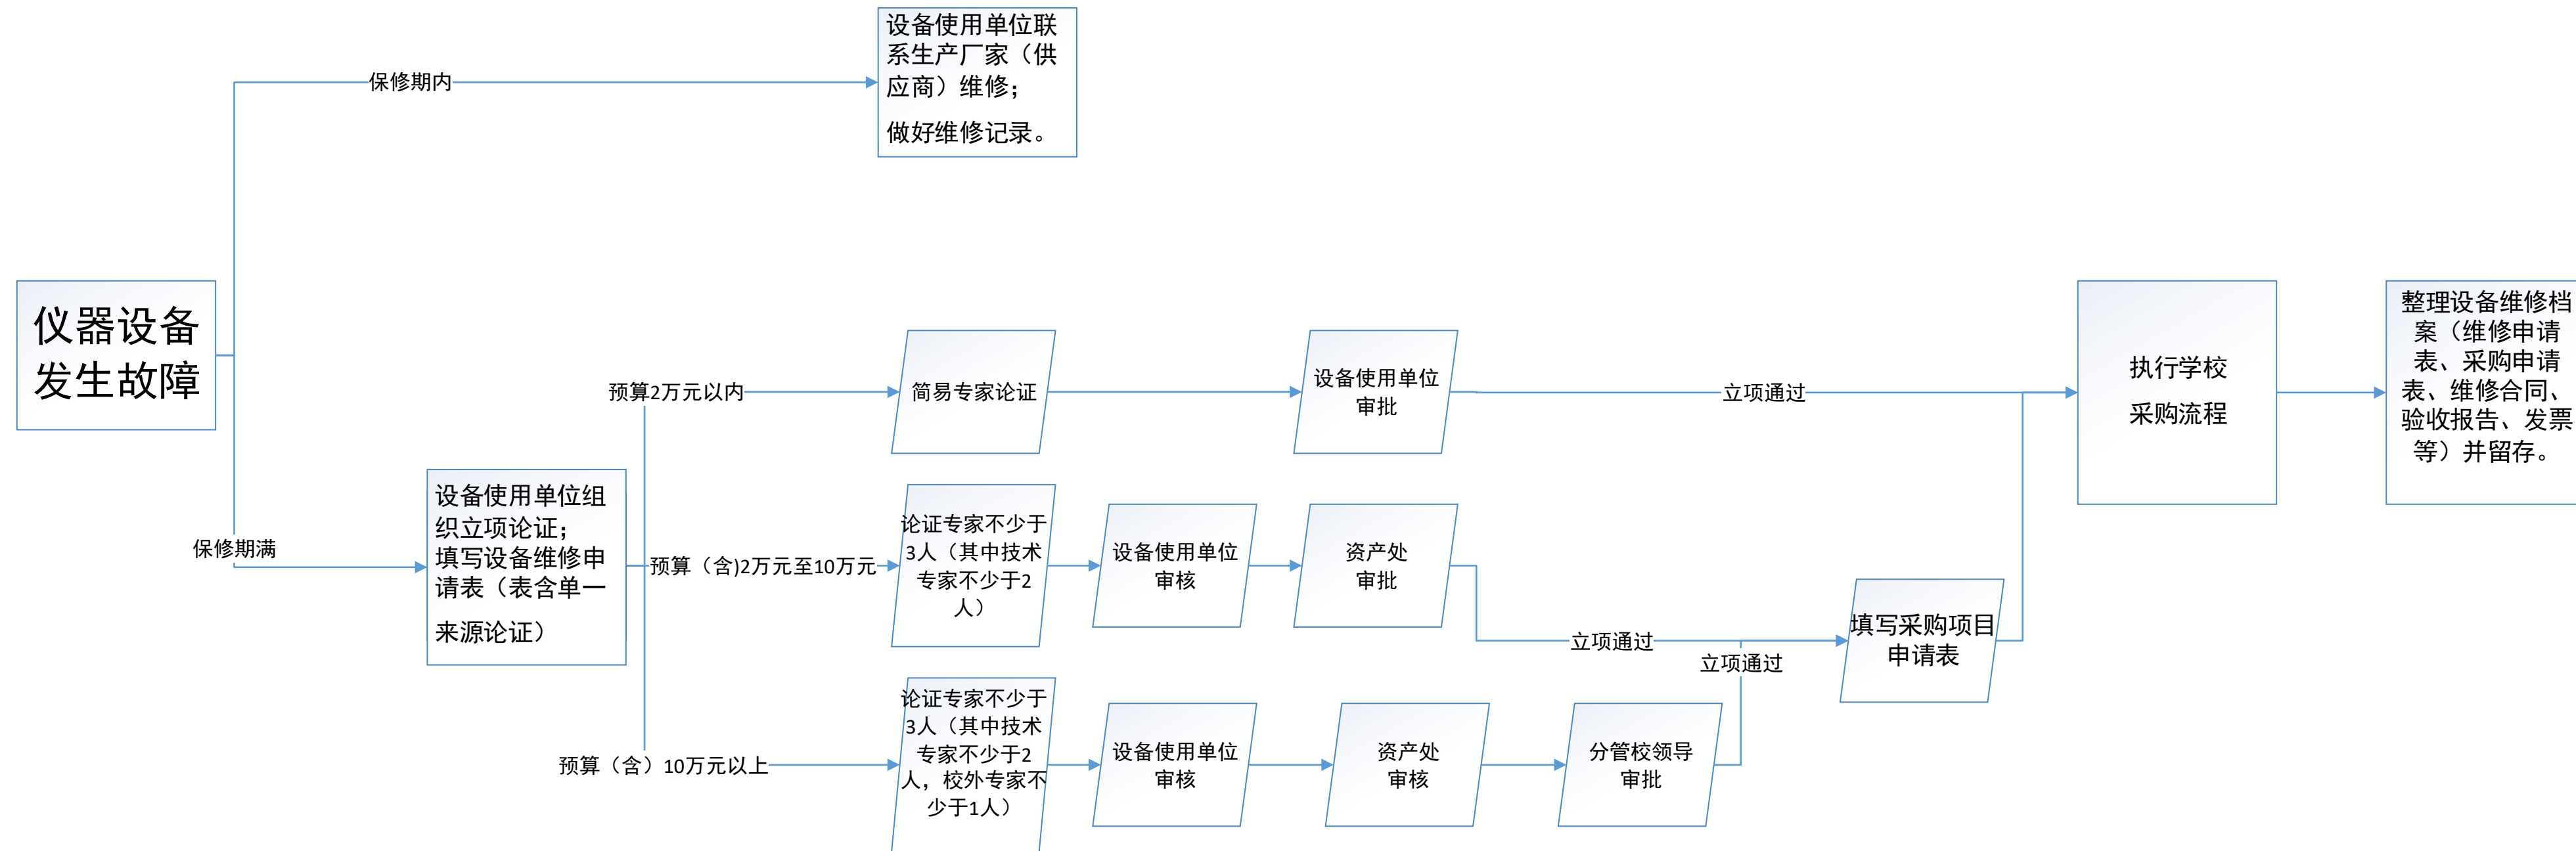 设备使用单位联
系生产厂家（供
应商）维修；
做好维修记录。
保修期内
仪器设备
发生故障
保修期满
设备使用单位组
织立项论证；
填写设备维修申
请表（表含单一
来源论证）
预算2万元以内
简易专家论证
设备使用单位
审批
立项通过
预算（含)2万元至10万元
论证专家不少于
3人（其中技术
专家不少于2
人）
设备使用单位
审核
资产处
审批
立项通过
预算（含）10万元以上
论证专家不少于
3人（其中技术
专家不少于2
人，校外专家不
少于1人）
设备使用单位
审核
资产处
审核
分管校领导
审批
立项通过
填写采购项目
申请表
执行学校
采购流程
整理设备维修档
案（维修申请
表、采购申请
表、维修合同、
验收报告、发票
等）并留存。